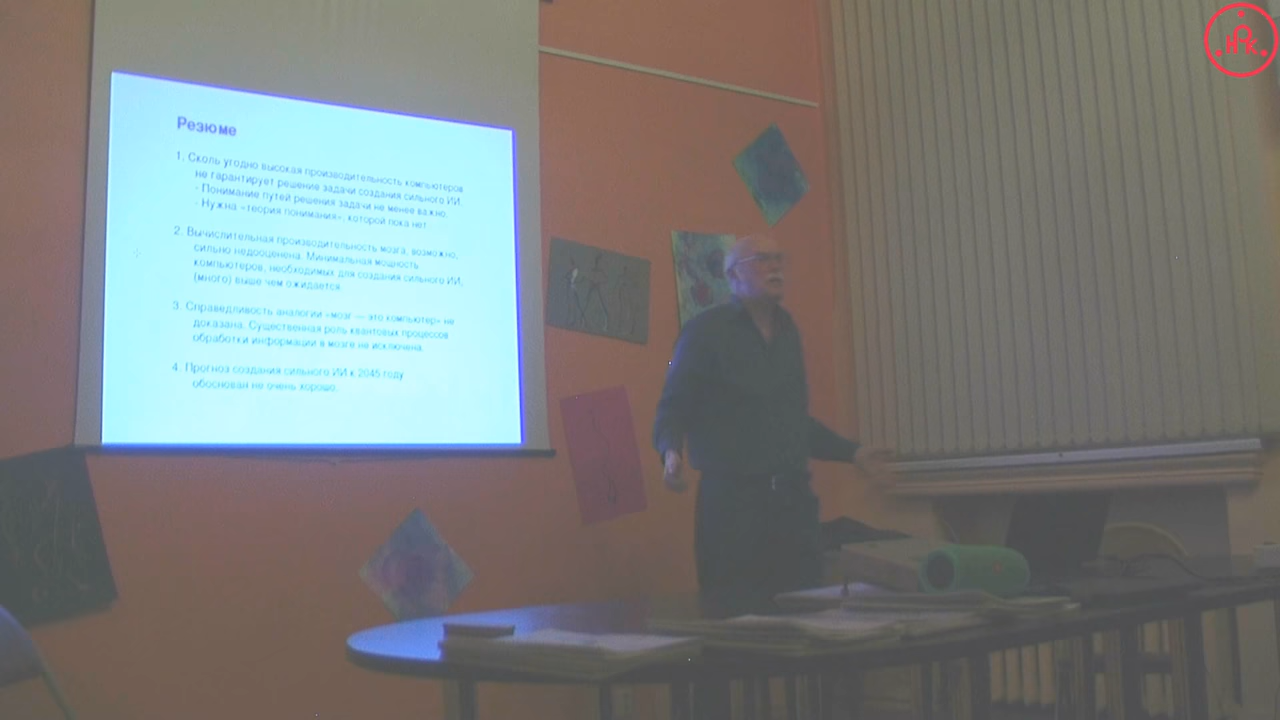 Резюме
1. Сколь угодно высокая производительность компьютеров
не гарантирует решение задачи создания сильного ИИ.
- Понимание путей решения задачи не менее важно.
- Нужна «теория понимания», которой пока нет
2. Вычислительная производительность мозга, возможно,
сильно недооценена. Минимальная мощность
компьютеров, необходимых для создания сильного ИИ,
(много) выше чем ожидается.
3. Справедливость аналогии «мозг — это компьютер» не
доказана. Существенная роль квантовых процессов
обработки информации в мозге не исключена.
4. Прогноз создания сильного ИИ к 2045 году
обоснован не очень хорошо.